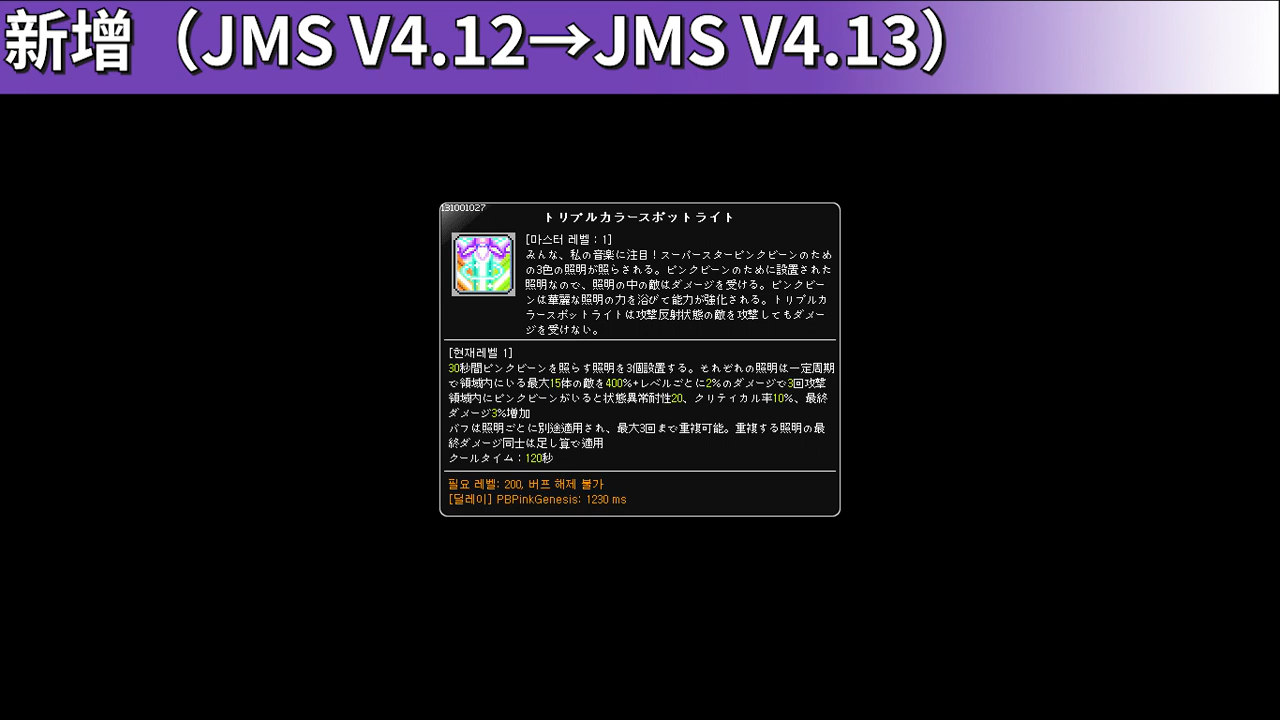 新増（JMS V4.12→JMS V4.13）
131001027
トリプルカラースポットライト
[마스터 레벨 : 1]
みんな、私の音楽に注目！スーパースターピンクビーンのため
の3色の照明が照らされる。ピンクビーンのために設置された
照明なので、照明の中の敵はダメージを受ける。ピンクビー
ンは華麗な照明の力を浴びて能力が強化される。トリプルカ
ラースポットライトは攻撃反射状態の敵を攻撃してもダメー
ジを受けない。
[현재레벨 1]
30秒間ピンクビーンを照らす照明を3個設置する。それぞれの照明は一定周期
で領域内にいる最大15体の敵を400%+レベルごとに2%のダメージで3回攻撃
領域内にピンクビーンがいると状態異常耐性20、クリティカル率10%、最終
ダメージ3%増加
バフは照明ごとに別途適用され、最大3回まで重複可能。重複する照明の最
終ダメージ同士は足し算で適用
クールタイム：120秒
필요 레벨: 200, 버프 해제 불가
[딜레이] PBPinkGenesis: 1230 ms